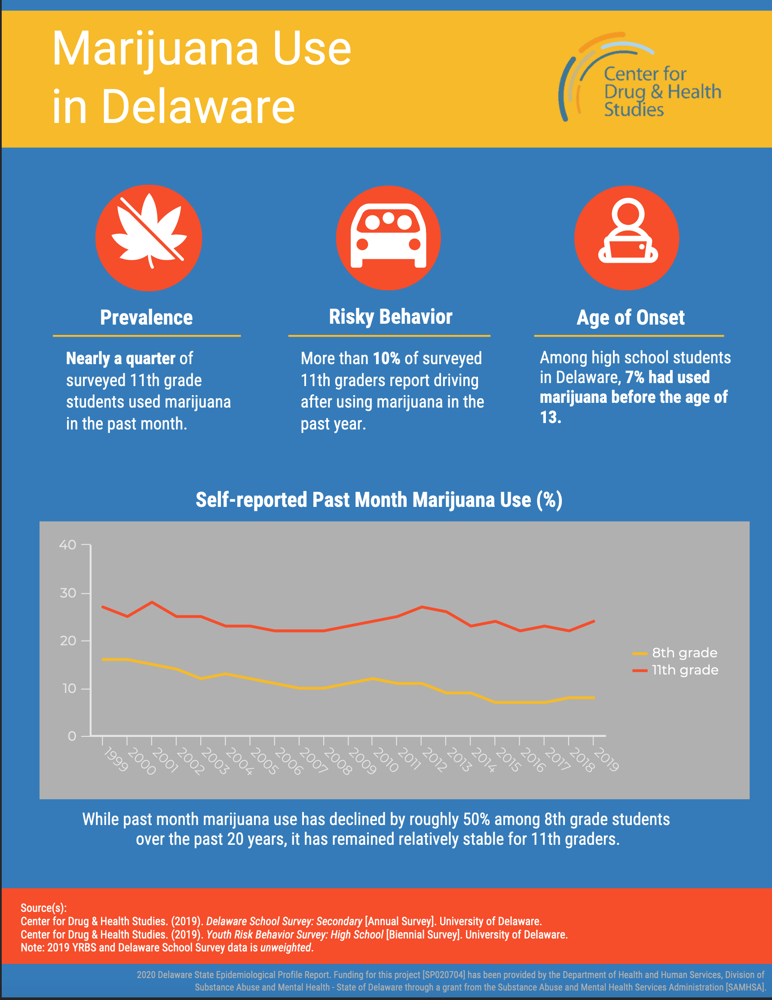 Marijuana Use
in Delaware
Center for
Drug & Health
Studies
Prevalence
Nearly a quarter of
surveyed 11th grade
students used marijuana
in the past month.
Risky Behavior
More than 10% of surveyed
11th graders report driving
after using marijuana in the
past year.
Age of Onset
Among high school students
in Delaware, 7% had used
marijuana before the age of
13.
Self-reported Past Month Marijuana Use (%)
40
30
20
10
0
1999
2000
2001
2002
2003
2004
2005
2006
2007
2008
2009
2010
2011
2012
2013
2014
2015
2016
2017
2018
2019
8th grade
11th grade
While past month marijuana use has declined by roughly 50% among 8th grade students
over the past 20 years, it has remained relatively stable for 11th graders.
Source(s):
Center for Drug & Health Studies. (2019). Delaware School Survey: Secondary [Annual Survey]. University of Delaware.
Center for Drug & Health Studies. (2019). Youth Risk Behavior Survey: High School [Biennial Survey]. University of Delaware.
Note: 2019 YRBS and Delaware School Survey data is unweighted.
2020 Delaware State Epidemiological Profile Report. Funding for this project [SP020704] has been provided by the Department of Health and Human Services, Division of
Substance Abuse and Mental Health - State of Delaware through a grant from the Substance Abuse and Mental Health Services Administration [SAMHSA].